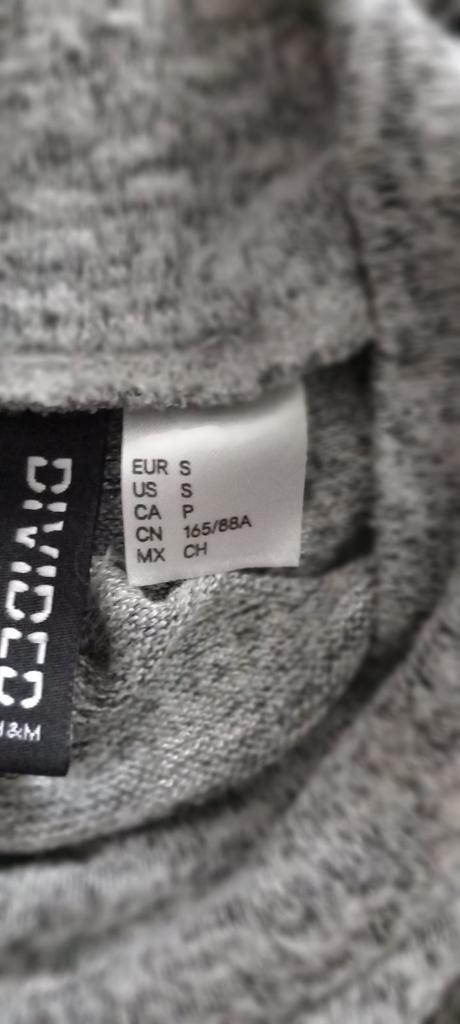 DIVIDED
H&M
EUR S
US S
CA P
CN 165/88A
MX CH